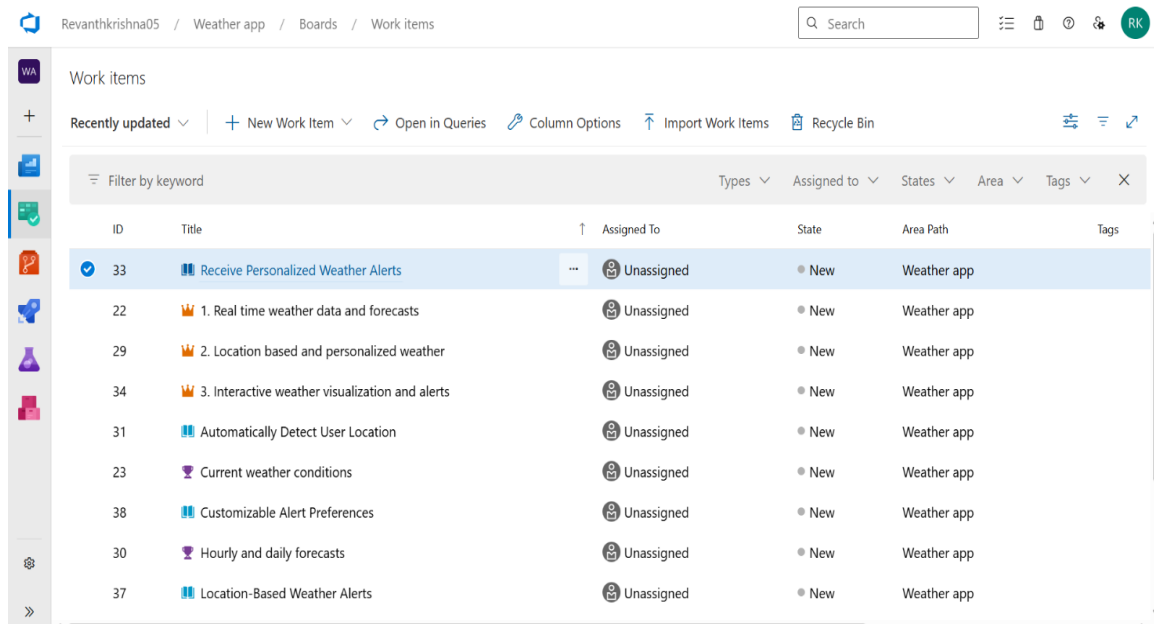 Revanthkrishna05 / Weather app / Boards / Work items Search RK
WA
Work items
Recently updated New Work Item Open in Queries Column Options Import Work Items Recycle Bin
Filter by keyword Types Assigned to States Area Tags
ID Title Assigned To State Area Path Tags
33 Receive Personalized Weather Alerts ... Unassigned New Weather app
22 1. Real time weather data and forecasts Unassigned New Weather app
29 2. Location based and personalized weather Unassigned New Weather app
34 3. Interactive weather visualization and alerts Unassigned New Weather app
31 Automatically Detect User Location Unassigned New Weather app
23 Current weather conditions Unassigned New Weather app
38 Customizable Alert Preferences Unassigned New Weather app
30 Hourly and daily forecasts Unassigned New Weather app
37 Location-Based Weather Alerts Unassigned New Weather app